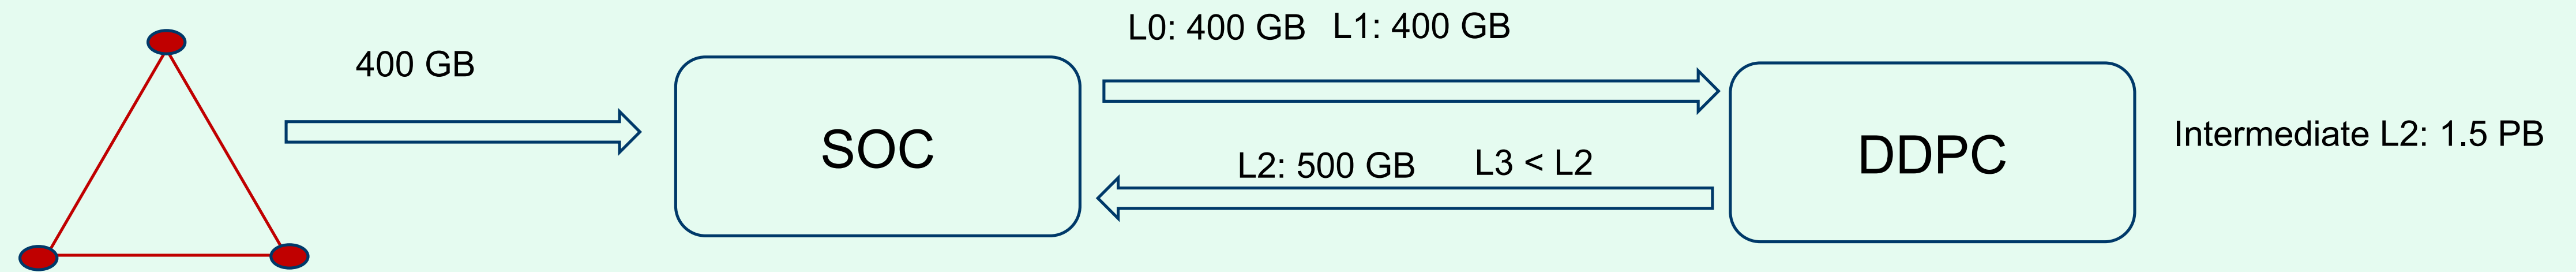 400 GB
SOC
L0: 400 GB L1: 400 GB
L2: 500 GB L3 < L2
DDPC
Intermediate L2: 1.5 PB